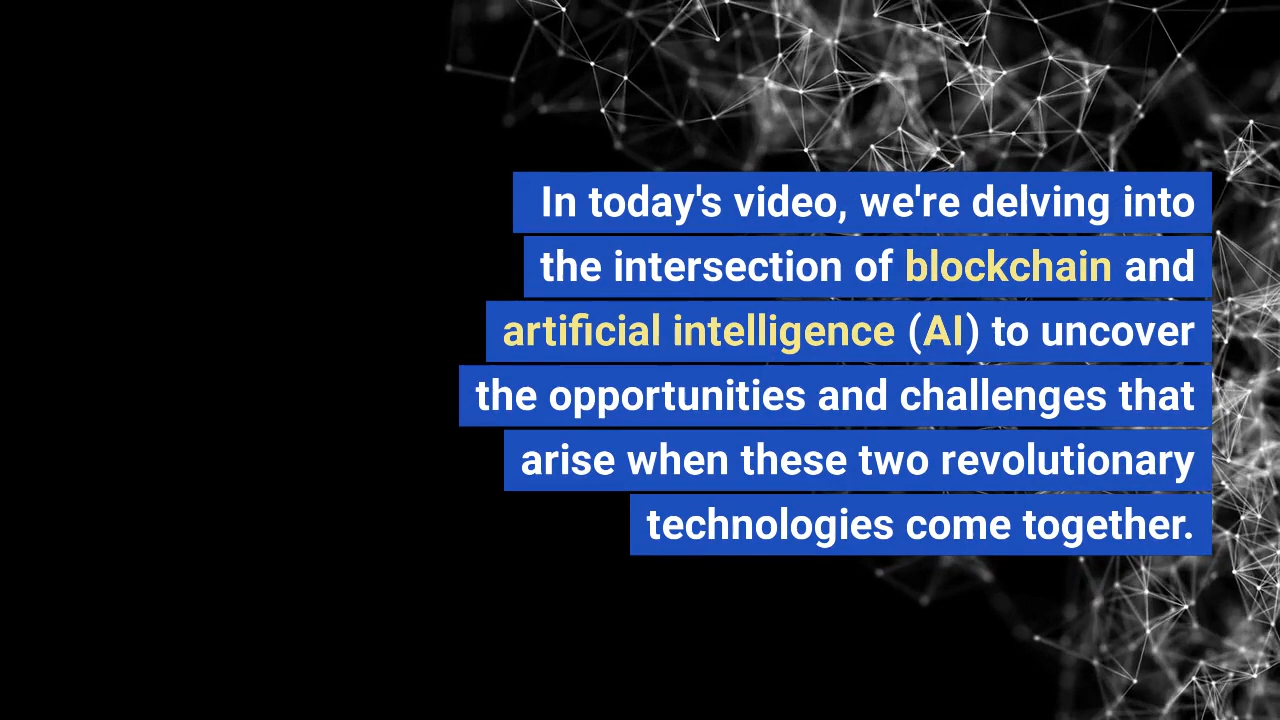 In today's video, we're delving into
the intersection of blockchain and
artificial intelligence (AI) to uncover
the opportunities and challenges that
arise when these two revolutionary
technologies come together.